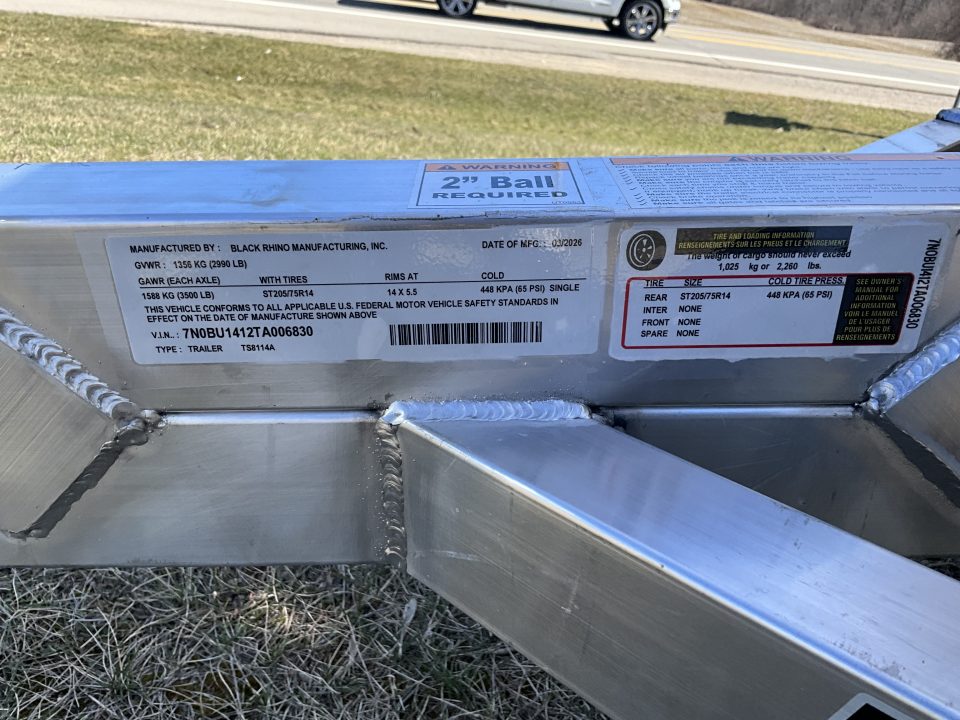 WARNING
2" Ball
REQUIRED
WARNING
MANUFACTURED BY : BLACK RHINO MANUFACTURING, INC. DATE OF MFG.: 03/2026
GVWR : 1356 KG (2990 LB)
GAWR (EACH AXLE) WITH TIRES RIMS AT COLD
1588 KG (3500 LB) ST205/75R14 14 X 5.5 448 KPA (65 PSI) SINGLE
THIS VEHICLE CONFORMS TO ALL APPLICABLE U.S. FEDERAL MOTOR VEHICLE SAFETY STANDARDS IN
EFFECT ON THE DATE OF MANUFACTURE SHOWN ABOVE
V.I.N.. : 7N0BU1412TA006830
TYPE : TRAILER TS8114A
TIRE AND LOADING INFORMATION
RENSEIGNEMENTS SUR LES PNEUS ET LE CHARGEMENT
The weight of cargo should never exceed
1,025 kg or 2,260 lbs.
TIRE SIZE COLD TIRE PRESS.
REAR ST205/75R14 448 KPA (65 PSI)
INTER NONE
FRONT NONE
SPARE NONE
SEE OWNER'S
MANUAL FOR
ADDITIONAL
INFORMATION
VOIR LE MANUEL
DE L'USAGER
POUR PLUS DE
RENSEIGNEMENTS
7N0BU1412TA006830